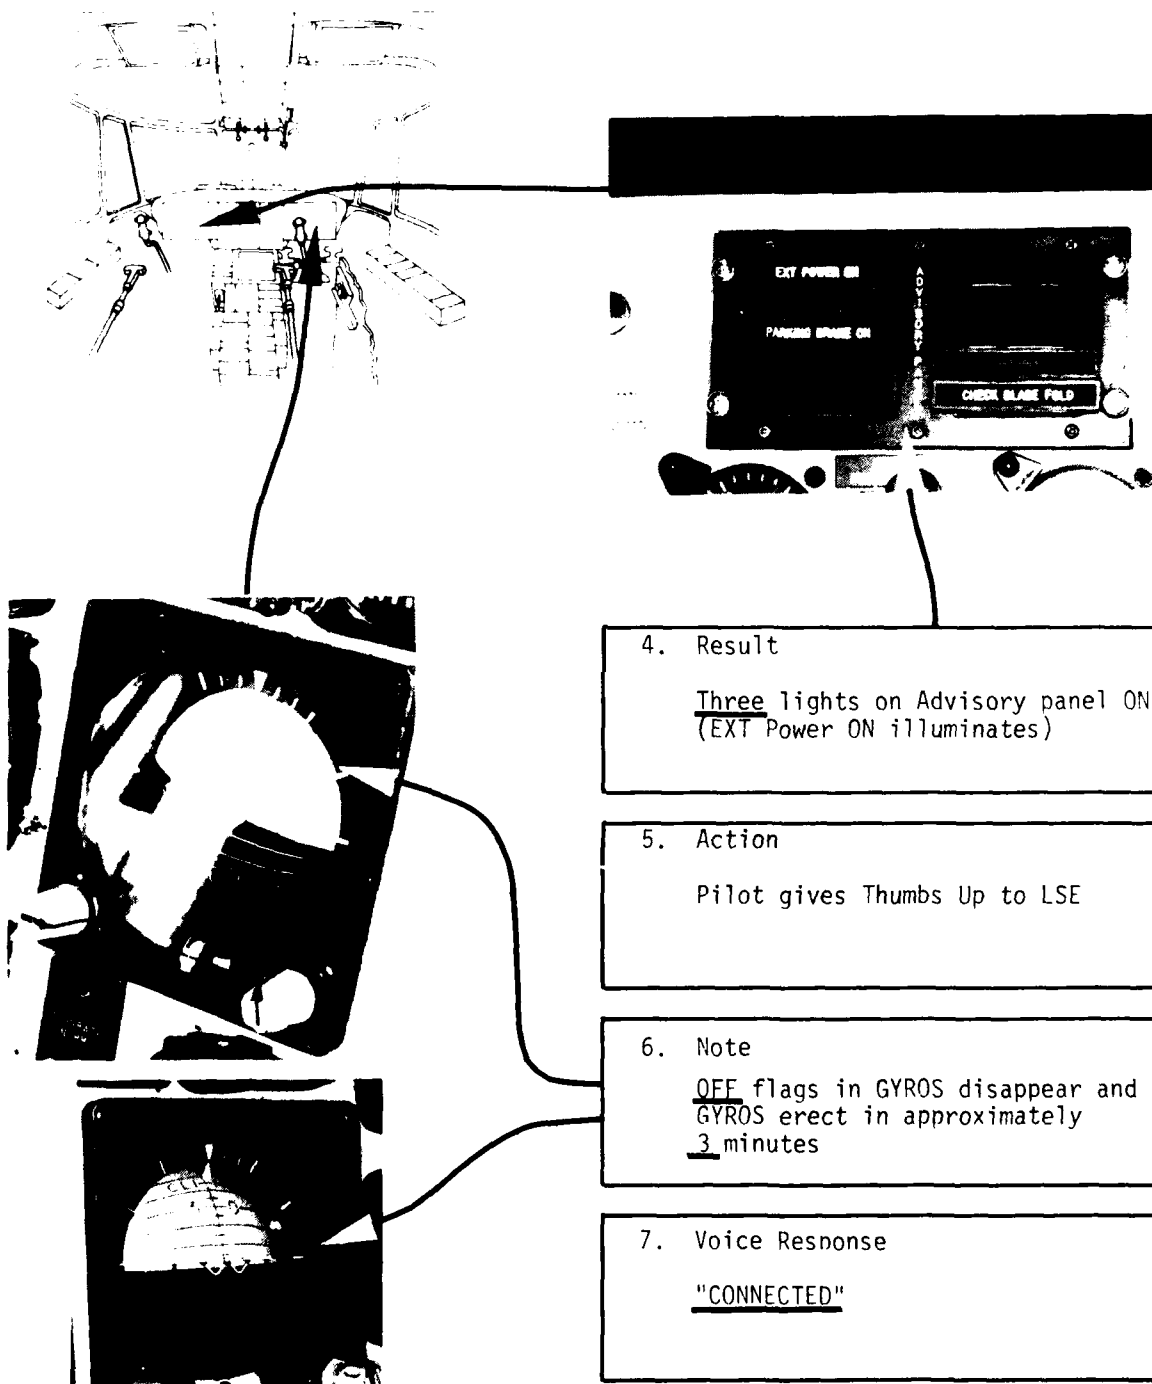 EXT POWER ON
PARKING BRAKE ON
ADVISORY
CHECK BLADE FOLD
4. Result
Three lights on Advisory panel ON
(EXT Power ON illuminates)
5. Action
Pilot gives Thumbs Up to LSE
6. Note
OFF flags in GYROS disappear and
GYROS erect in approximately
3 minutes
7. Voice Response
"CONNECTED"